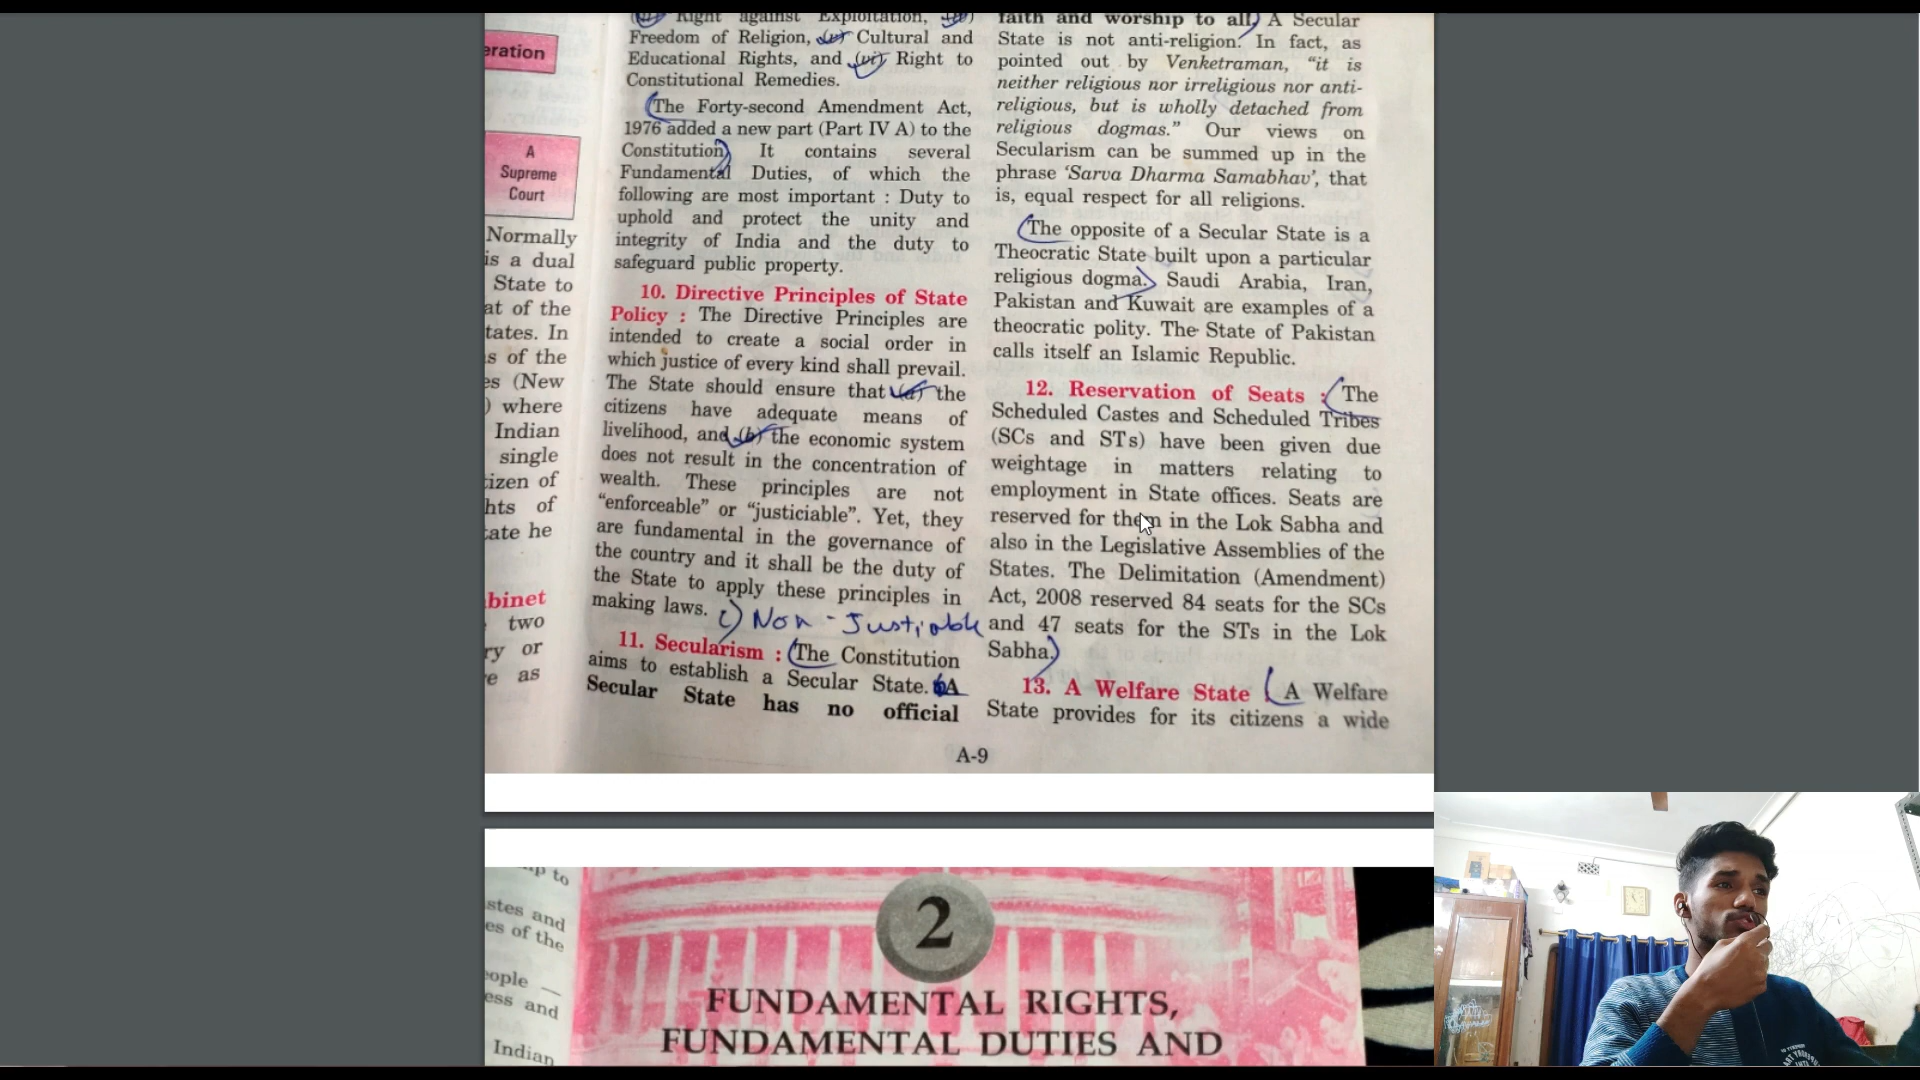 eration
A
Supreme
Court
Normally
is a dual
State to
at of the
tates. In
s of the
es (New
) where
Indian
single
izen of
hts of
ate he
binet
two
ry or
e as
Right against Exploitation,
Freedom of Religion, (v) Cultural and
Educational Rights, and (vi) Right to
Constitutional Remedies.
The Forty-second Amendment Act,
1976 added a new part (Part IV A) to the
Constitution. It contains several
Fundamental Duties, of which the
following are most important : Duty to
uphold and protect the unity and
integrity of India and the duty to
safeguard public property.
10. Directive Principles of State
Policy : The Directive Principles are
intended to create a social order in
which justice of every kind shall prevail.
The State should ensure that (a) the
citizens have adequate means of
livelihood, and (b) the economic system
does not result in the concentration of
wealth. These principles are not
“enforceable” or “justiciable”. Yet, they
are fundamental in the governance of
the country and it shall be the duty of
the State to apply these principles in
making laws.
c) Non - Justiable
11. Secularism : The Constitution
aims to establish a Secular State. A
Secular State has no official
faith and worship to all. A Secular
State is not anti-religion. In fact, as
pointed out by Venketraman, “it is
neither religious nor irreligious nor anti-
religious, but is wholly detached from
religious dogmas.” Our views on
Secularism can be summed up in the
phrase ‘Sarva Dharma Samabhav’, that
is, equal respect for all religions.
The opposite of a Secular State is a
Theocratic State built upon a particular
religious dogma. Saudi Arabia, Iran,
Pakistan and Kuwait are examples of a
theocratic polity. The State of Pakistan
calls itself an Islamic Republic.
12. Reservation of Seats : The
Scheduled Castes and Scheduled Tribes
(SCs and STs) have been given due
weightage in matters relating to
employment in State offices. Seats are
reserved for them in the Lok Sabha and
also in the Legislative Assemblies of the
States. The Delimitation (Amendment)
Act, 2008 reserved 84 seats for the SCs
and 47 seats for the STs in the Lok
Sabha.
13. A Welfare State : A Welfare
State provides for its citizens a wide
A-9
p to
stes and
es of the
eople —
ess and
Indian
2
FUNDAMENTAL RIGHTS,
FUNDAMENTAL DUTIES AND